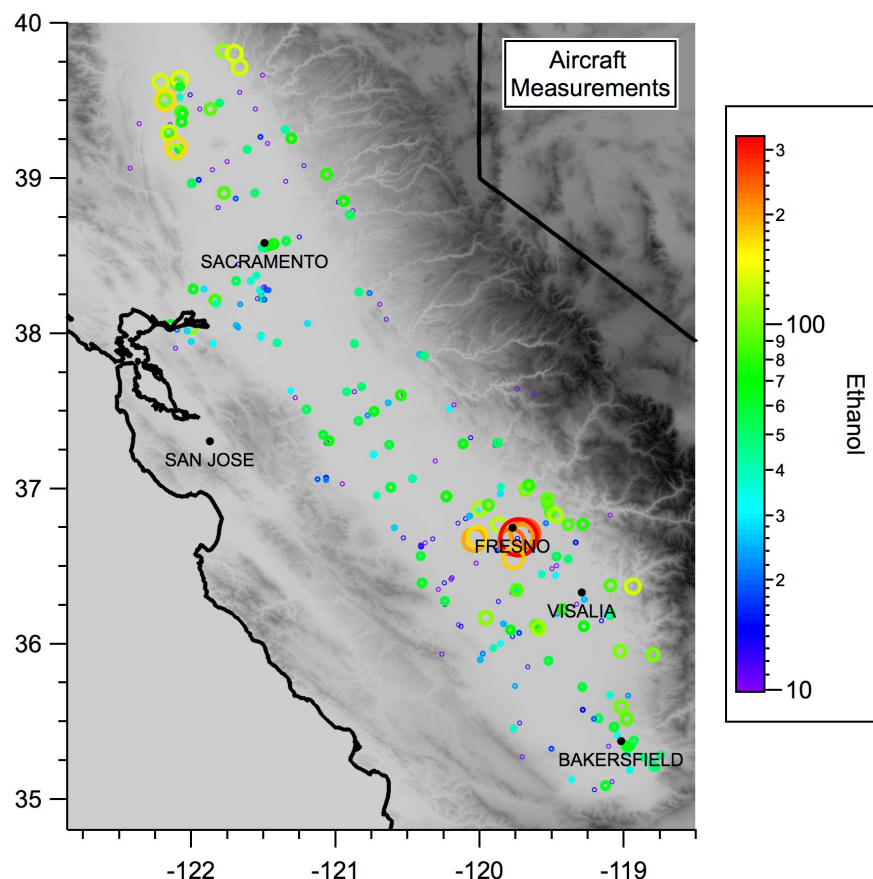 40
39
38
37
36
35
-122
-121
-120
-119
Aircraft
Measurements
SACRAMENTO
SAN JOSE
FRESNO
VISALIA
BAKERSFIELD
3
2
100
9
8
7
6
5
4
3
2
10
Ethanol